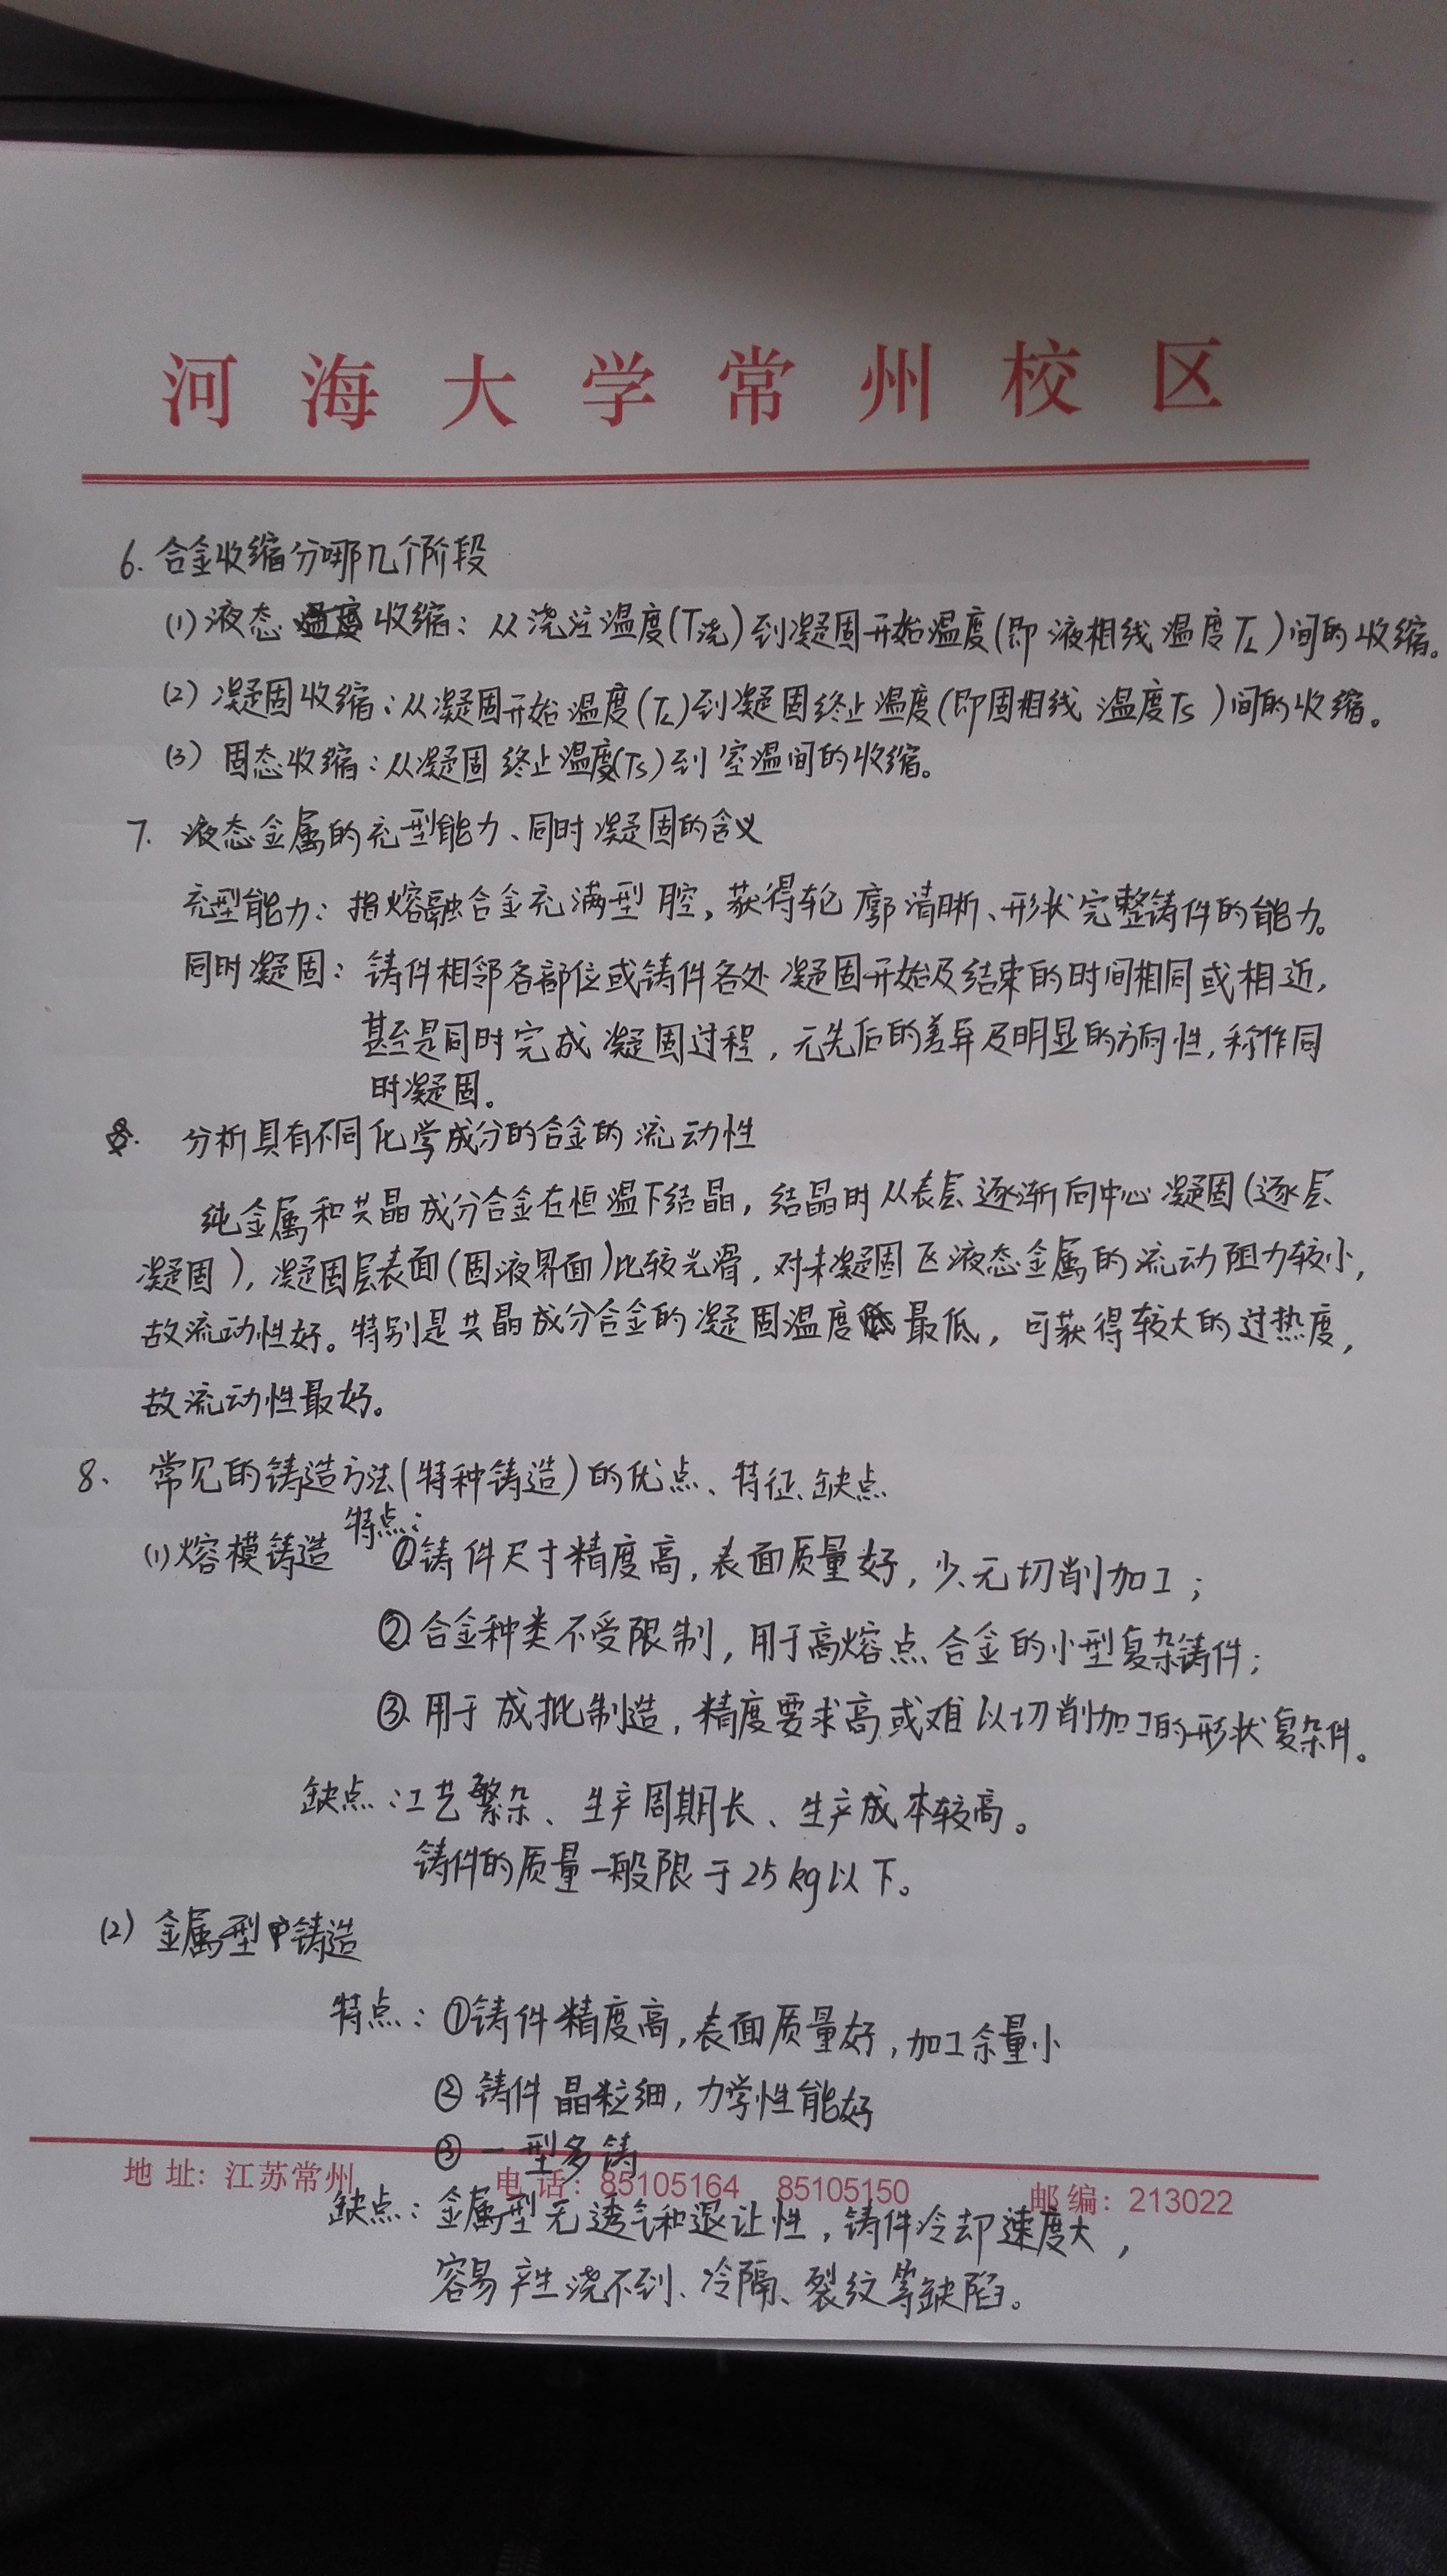 河海大学常州校区
6. 合金收缩分哪几个阶段
(1) 液态 收缩：从浇注温度(T浇)到凝固开始温度(即液相线温度TL)间的收缩。
(2) 凝固收缩：从凝固开始温度(TL)到凝固终止温度(即固相线 温度Ts)间的收缩。
(3) 固态收缩：从凝固终止温度(Ts)到室温间的收缩。
7. 液态金属的充型能力、同时凝固的含义
充型能力：指熔融合金充满型腔，获得轮廓清晰、形状完整铸件的能力。
同时凝固：铸件相邻各部位或铸件各处凝固开始及结束的时间相同或相近，
甚至是同时完成凝固过程，无先后的差异及明显的方向性，称作同
时凝固。
分析具有不同化学成分的合金的流动性
纯金属和共晶成分合金在恒温下结晶，结晶时从表层逐渐向中心凝固(逐层
凝固)，凝固层表面(固液界面)比较光滑，对未凝固区液态金属的流动阻力较小，
故流动性好。特别是共晶成分合金的凝固温度最低，可获得较大的过热度，
故流动性最好。
8、常见的铸造方法(特种铸造)的优点、特征、缺点
(1) 熔模铸造 特点：①铸件尺寸精度高，表面质量好，少、无切削加工；
②合金种类不受限制，用于高熔点合金的小型复杂铸件；
③用于成批制造，精度要求高或难以切削加工的形状复杂件。
缺点：工艺繁杂、生产周期长、生产成本较高。
铸件的质量一般限于25kg以下。
(2) 金属型铸造
特点：①铸件精度高，表面质量好，加工余量小
②铸件晶粒细，力学性能好
③一型多铸
地址：江苏常州 电话：85105164 85105150 邮编：213022
缺点：金属型无透气和退让性，铸件冷却速度大，
容易产生浇不到、冷隔、裂纹等缺陷。